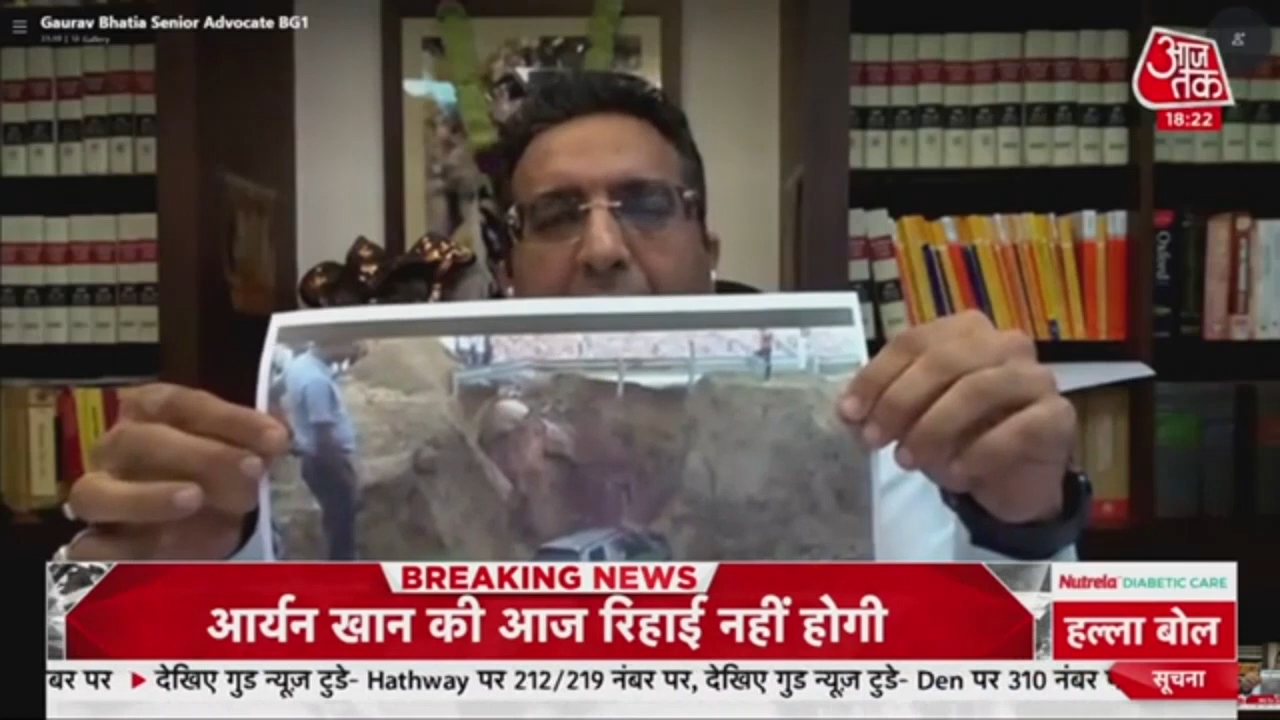 Gaurav Bhatia Senior Advocate BG1
आज
तक
18:22
Oxford
BREAKING NEWS
आर्यन खान की आज रिहाई नहीं होगी
Nutrela DIABETIC CARE
हल्ला बोल
बर पर ▶ देखिए गुड न्यूज़ टुडे- Hathway पर 212/219 नंबर पर, देखिए गुड न्यूज़ टुडे- Den पर 310 नंबर
सूचना